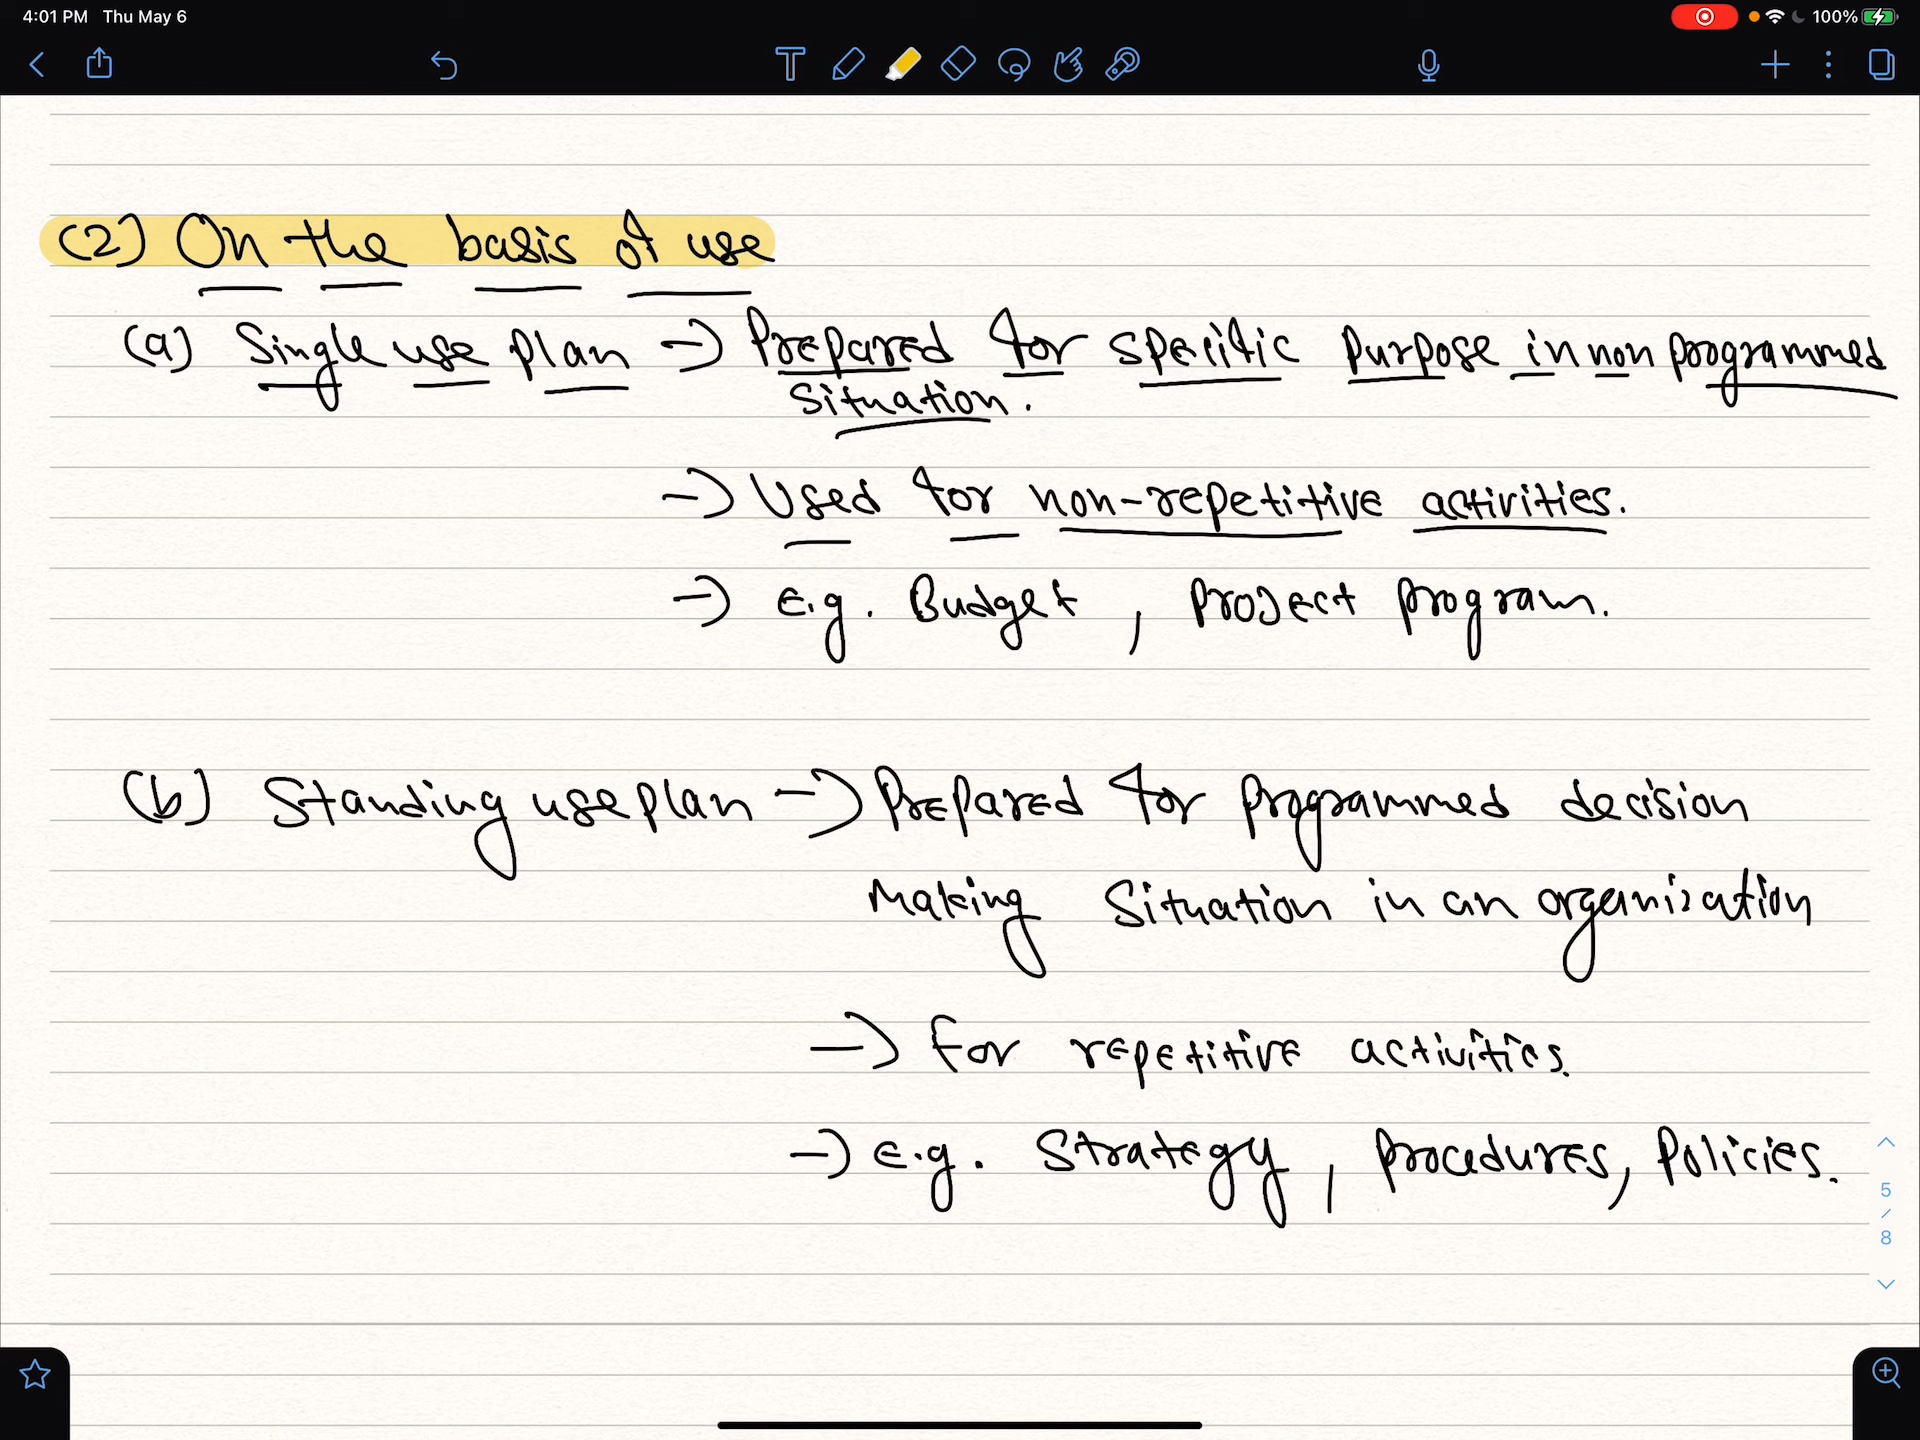 4:01 PM Thu May 6
100%
(2) On the basis of use
(a) Single use plan → Prepared for specific purpose in non programmed
Situation.
→ Used for non-repetitive activities.
→ E.g. Budget, project program.
(b) Standing use plan → Prepared for programmed decision
Making Situation in an organization
→ For repetitive activities.
→ E.g. Strategy, procedures, Policies.
5
/
8